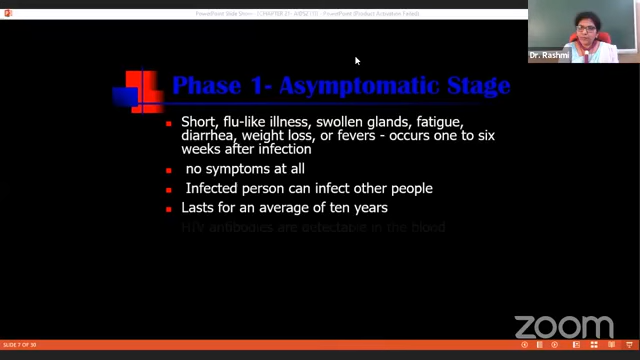 PowerPoint Slide Show - [CHAPTER 21- AIDS2111] - PowerPoint (Product Activation Failed)
Dr. Rashmi
Phase 1- Asymptomatic Stage
Short, flu-like illness, swollen glands, fatigue,
diarrhea, weight loss, or fevers - occurs one to six
weeks after infection
no symptoms at all
Infected person can infect other people
Lasts for an average of ten years
HIV antibodies are detectable in the blood
zoom
SLIDE 7 OF 30